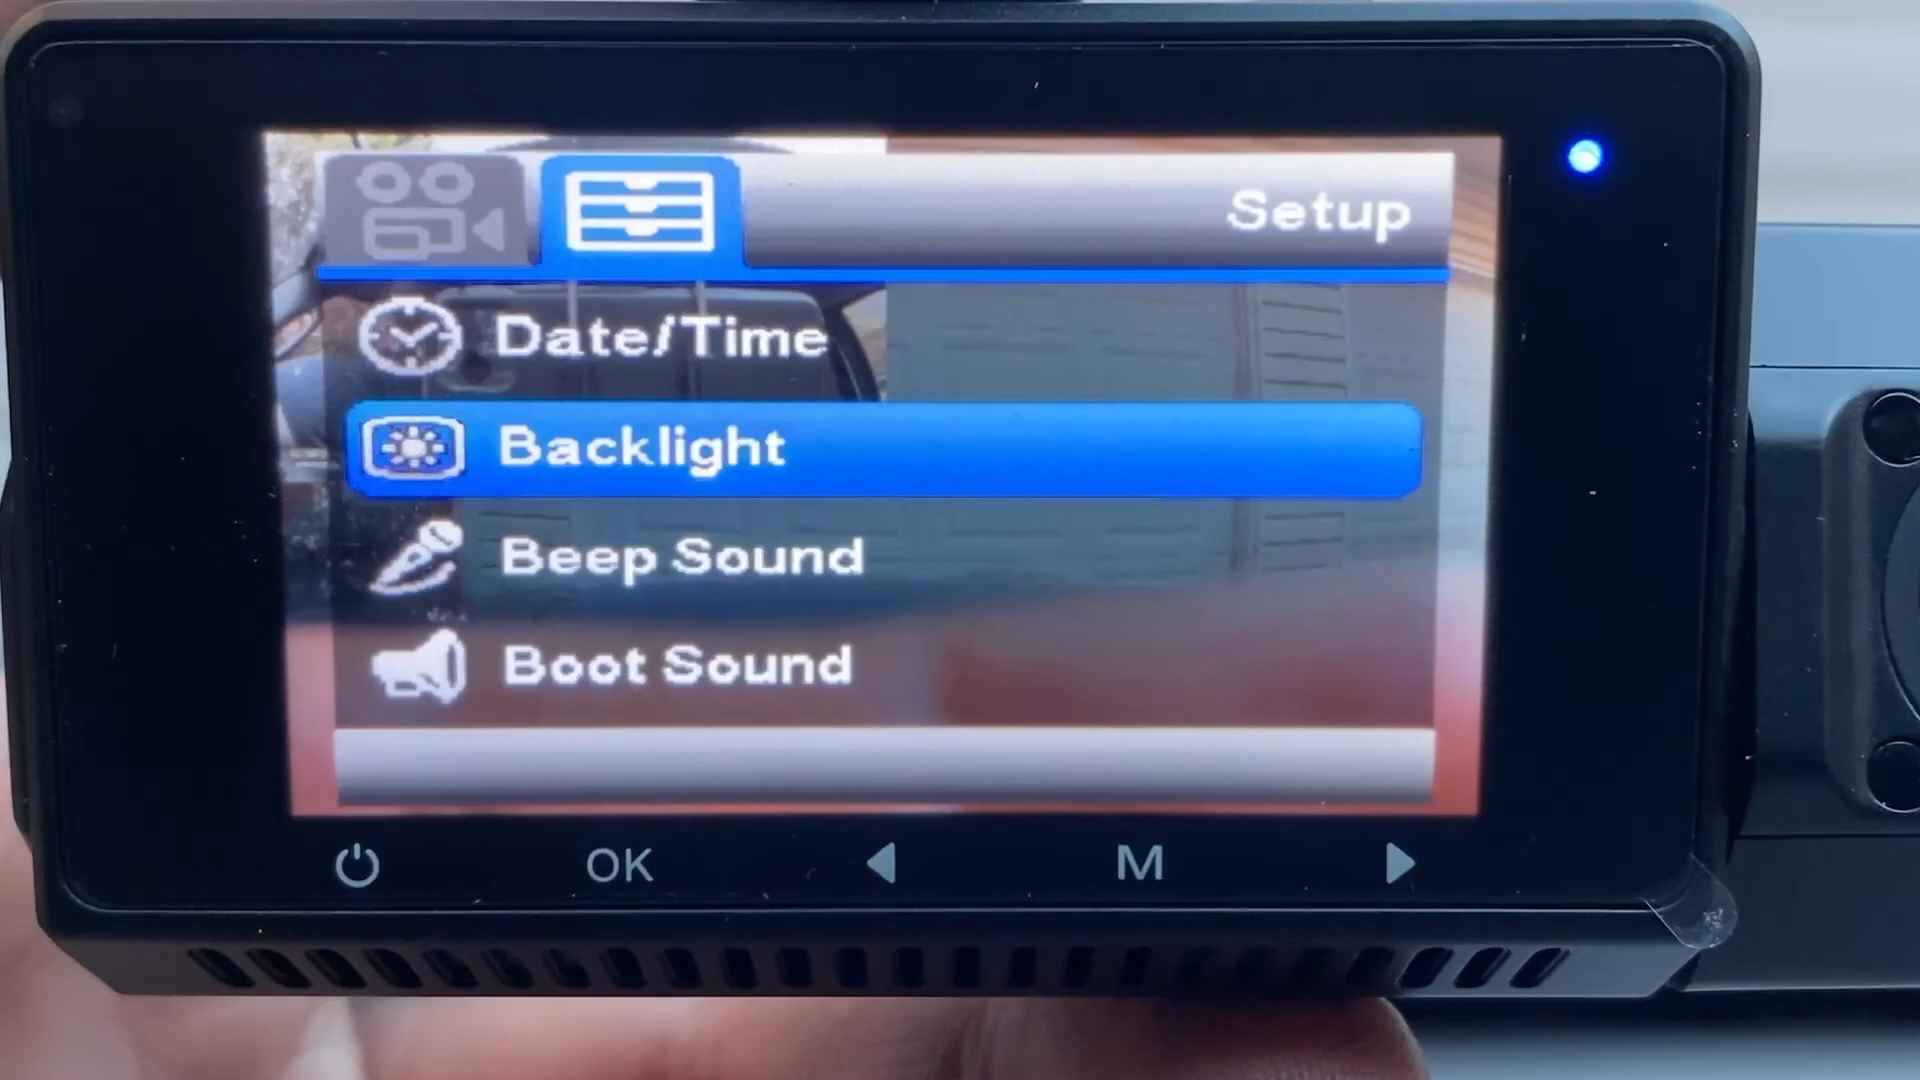 Setup
Date/Time
Backlight
Beep Sound
Boot Sound
OK M